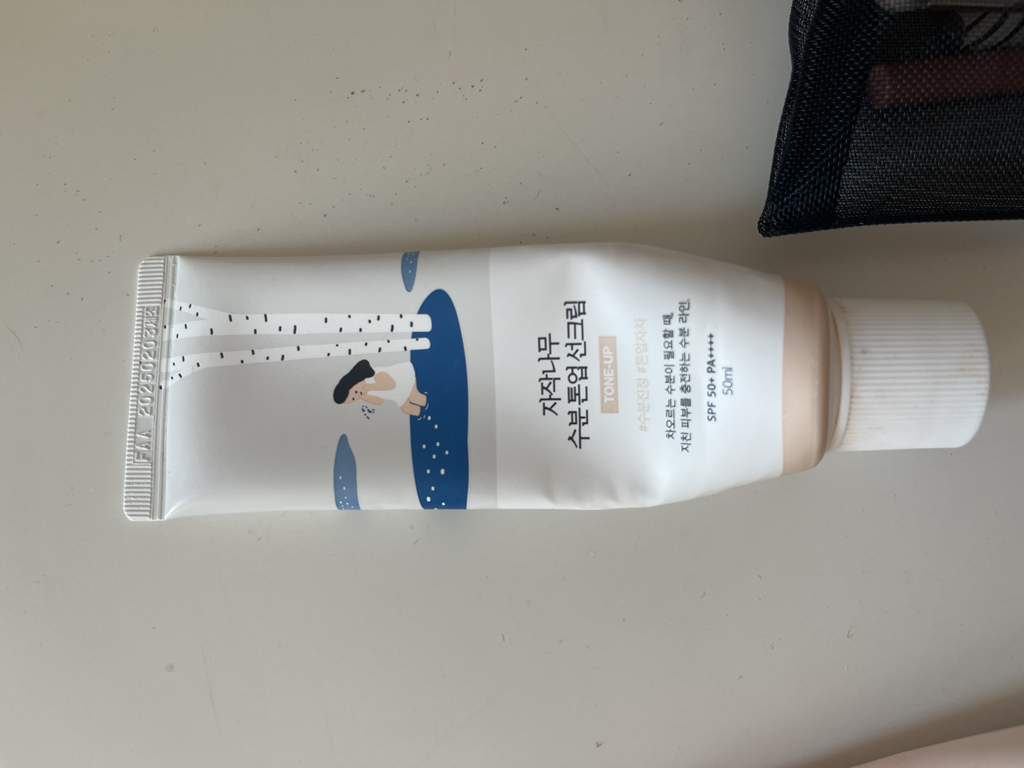 자작나무
수분 톤업 선크림
TONE-UP
#수분진정 #톤업자차
차오르는 수분이 필요할 때,
지친 피부를 충전하는 수분 라인.
SPF 50+ PA++++
50ml